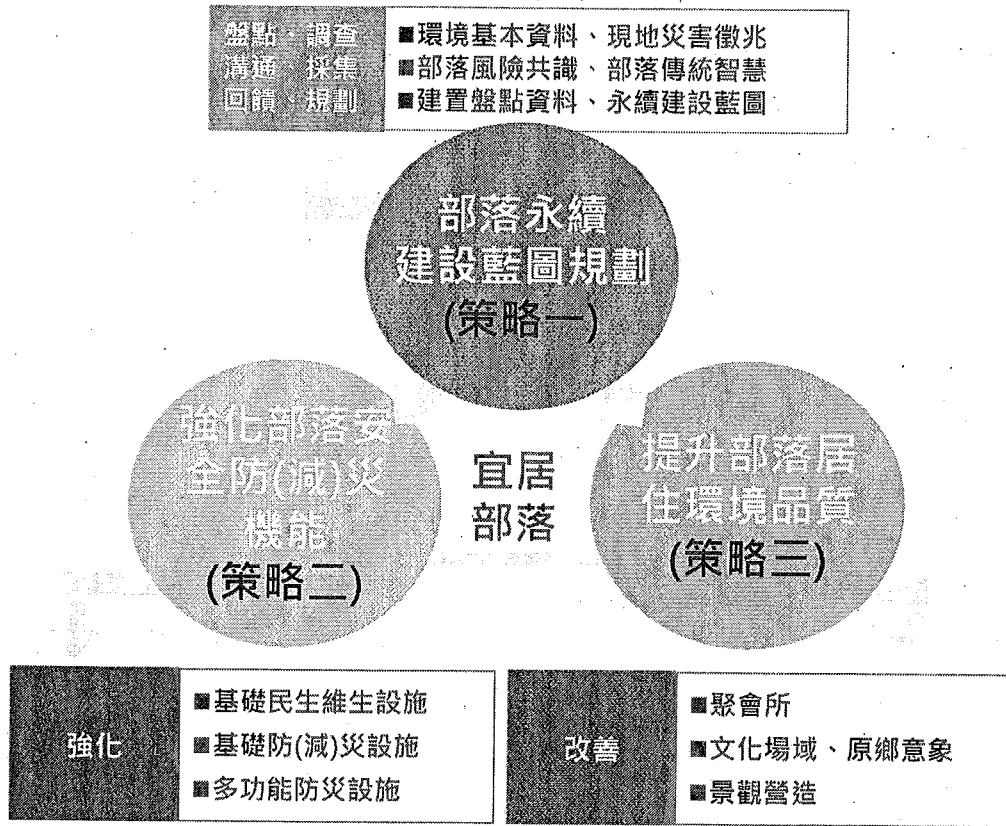 盤點、調查
溝通、採集
回饋、規劃
■環境基本資料、現地災害徵兆
■部落風險共識、部落傳統智慧
■建置盤點資料、永續建設藍圖
部落永續
建設藍圖規劃
(策略一)
強化部落安
全防(減)災
機能
(策略二)
宜居
部落
提升部落居
住環境品質
(策略三)
強化
■基礎民生維生設施
■基礎防(減)災設施
■多功能防災設施
改善
■聚會所
■文化場域、原鄉意象
■景觀營造